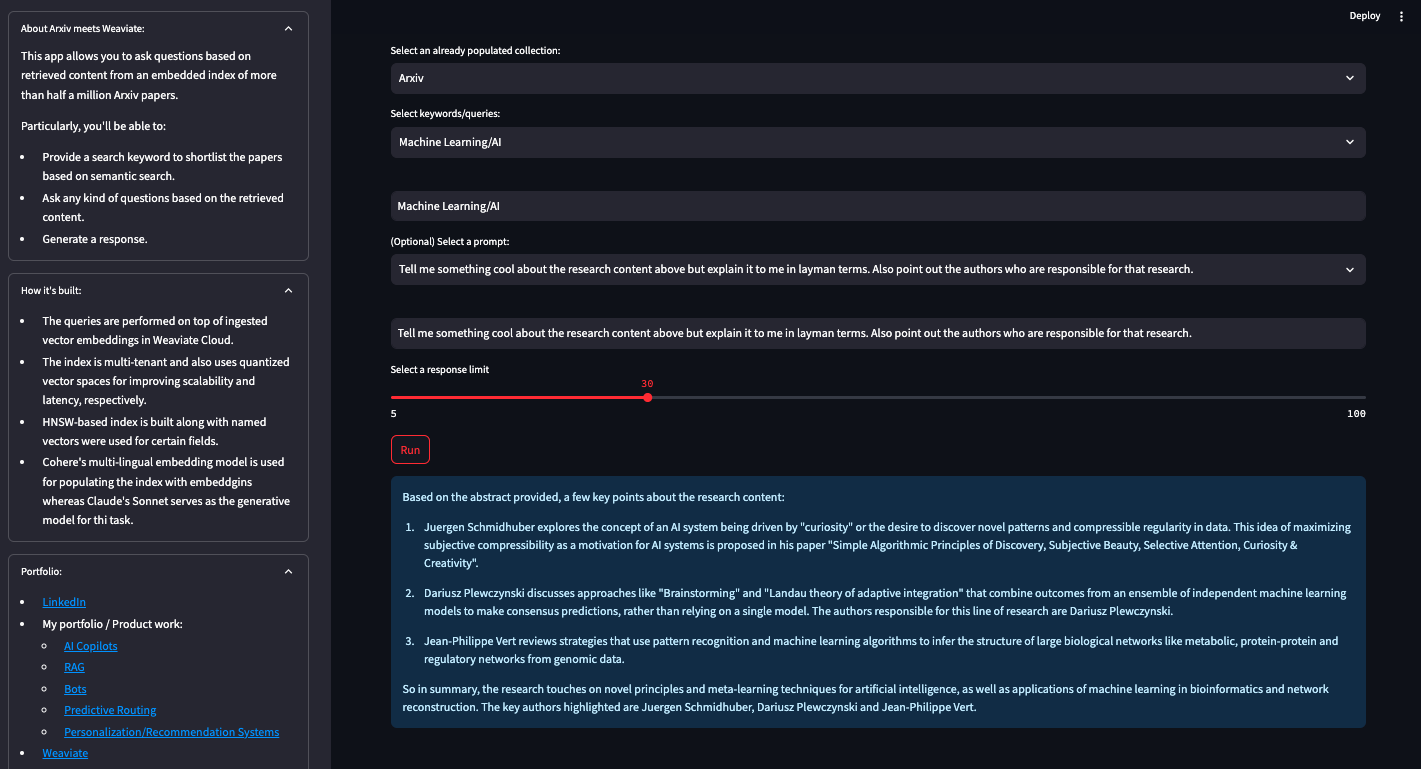 About Arxiv meets Weaviate:
This app allows you to ask questions based on
retrieved content from an embedded index of more
than half a million Arxiv papers.
Particularly, you'll be able to:
Provide a search keyword to shortlist the papers
based on semantic search.
Ask any kind of questions based on the retrieved
content.
Generate a response.
How it's built:
The queries are performed on top of ingested
vector embeddings in Weaviate Cloud.
The index is multi-tenant and also uses quantized
vector spaces for improving scalability and
latency, respectively.
HNSW-based index is built along with named
vectors were used for certain fields.
Cohere's multi-lingual embedding model is used
for populating the index with embeddgins
whereas Claude's Sonnet serves as the generative
model for thi task.
Portfolio:
LinkedIn
My portfolio / Product work:
AI Copilots
RAG
Bots
Predictive Routing
Personalization/Recommendation Systems
Weaviate
Deploy
Select an already populated collection:
Arxiv
Select keywords/queries:
Machine Learning/AI
Machine Learning/AI
(Optional) Select a prompt:
Tell me something cool about the research content above but explain it to me in layman terms. Also point out the authors who are responsible for that research.
Tell me something cool about the research content above but explain it to me in layman terms. Also point out the authors who are responsible for that research.
Select a response limit
30
5 100
Run
Based on the abstract provided, a few key points about the research content:
1. Juergen Schmidhuber explores the concept of an AI system being driven by "curiosity" or the desire to discover novel patterns and compressible regularity in data. This idea of maximizing
subjective compressibility as a motivation for AI systems is proposed in his paper "Simple Algorithmic Principles of Discovery, Subjective Beauty, Selective Attention, Curiosity &
Creativity".
2. Dariusz Plewczynski discusses approaches like "Brainstorming" and "Landau theory of adaptive integration" that combine outcomes from an ensemble of independent machine learning
models to make consensus predictions, rather than relying on a single model. The authors responsible for this line of research are Dariusz Plewczynski.
3. Jean-Philippe Vert reviews strategies that use pattern recognition and machine learning algorithms to infer the structure of large biological networks like metabolic, protein-protein and
regulatory networks from genomic data.
So in summary, the research touches on novel principles and meta-learning techniques for artificial intelligence, as well as applications of machine learning in bioinformatics and network
reconstruction. The key authors highlighted are Juergen Schmidhuber, Dariusz Plewczynski and Jean-Philippe Vert.